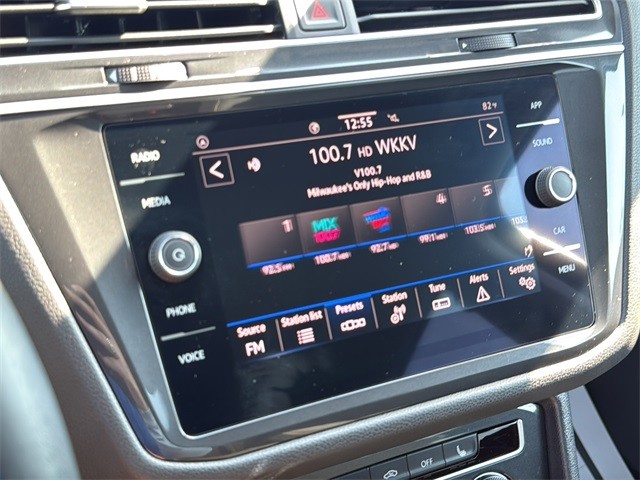 12:55
82°F
APP
RADIO
100.7 HD WKKV
SOUND
V100.7
Milwaukee's Only Hip-Hop and R&B
MEDIA
1
MIX
4
5
92.5
100.7
92.7
99.1
103.5
CAR
MENU
PHONE
Source
Station list
Presets
Station
Tune
Alerts
Settings
FM
VOICE
OFF